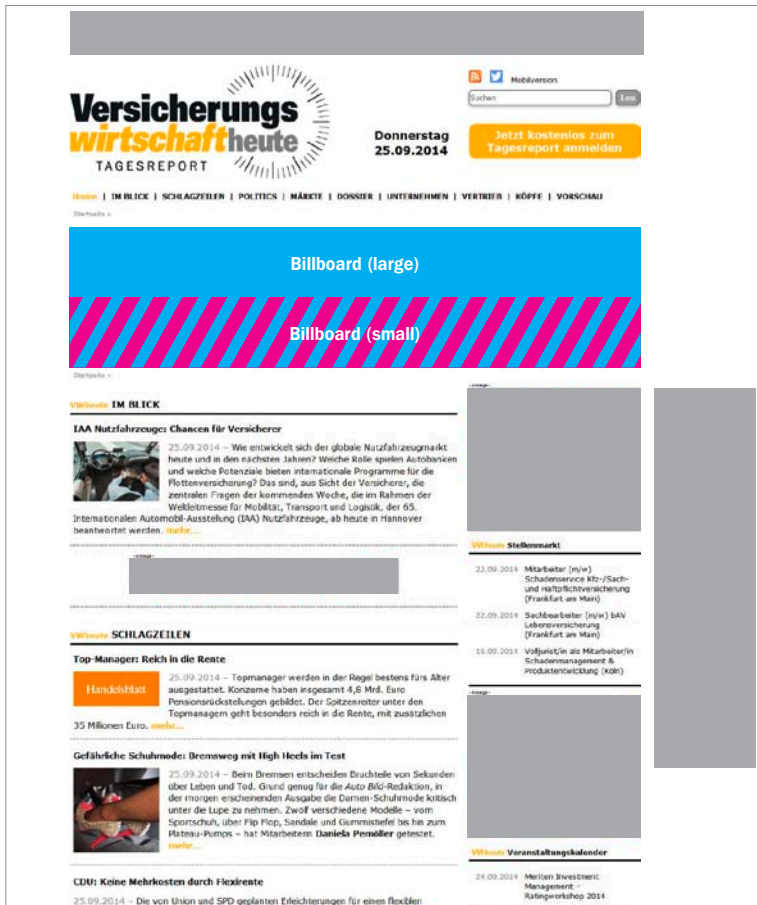 Versicherungs
wirtschaftheute
TAGESREPORT
Donnerstag
25.09.2014
Mobilversion
Suchen
Los
Jetzt kostenlos zum
Tagesreport anmelden
Home | IM BLICK | SCHLAGZEILEN | POLITICS | MÄRKTE | DOSSIER | UNTERNEHMEN | VERTRIEB | KÖPFE | VORSCHAU
Startseite »
Billboard (large)
Billboard (small)
Startseite »
VWheute IM BLICK
IAA Nutzfahrzeuge: Chancen für Versicherer
25.09.2014 – Wie entwickelt sich der globale Nutzfahrzeugmarkt
heute und in den nächsten Jahren? Welche Rolle spielen Autobanken
und welche Potenziale bieten internationale Programme für die
Flottenversicherung? Das sind, aus Sicht der Versicherer, die
zentralen Fragen der kommenden Woche, die im Rahmen der
Weltleitmesse für Mobilität, Transport und Logistik, der 65.
Internationalen Automobil-Ausstellung (IAA) Nutzfahrzeuge, ab heute in Hannover
beantwortet werden. mehr...
- Anzeige -
VWheute SCHLAGZEILEN
Top-Manager: Reich in die Rente
Handelsblatt
25.09.2014 – Topmanager werden in der Regel bestens fürs Alter
ausgestattet. Konzerne haben insgesamt 4,8 Mrd. Euro
Pensionsrückstellungen gebildet. Der Spitzenreiter unter den
Topmanagern geht besonders reich in die Rente, mit zusätzlichen
35 Millionen Euro. mehr...
Gefährliche Schuhmode: Bremsweg mit High Heels im Test
25.09.2014 – Beim Bremsen entscheiden Bruchteile von Sekunden
über Leben und Tod. Grund genug für die Auto Bild-Redaktion, in
der morgen erscheinenden Ausgabe die Damen-Schuhmode kritisch
unter die Lupe zu nehmen. Zwölf verschiedene Modelle – vom
Sportschuh, über Flip Flop, Sandale und Gummistiefel bis hin zum
Plateau-Pumps – hat Mitarbeiterin Daniela Pemöller getestet.
mehr...
CDU: Keine Mehrkosten durch Flexirente
25.09.2014 – Die von Union und SPD geplanten Erleichterungen für einen flexiblen
- Anzeige -
VWheute Stellenmarkt
22.09.2014 Mitarbeiter (m/w)
Schadenservice Kfz-/Sach-
und Haftpflichtversicherung
(Frankfurt am Main)
22.09.2014 Sachbearbeiter (m/w) bAV
Lebensversicherung
(Frankfurt am Main)
16.09.2014 Volljurist/in als Mitarbeiter/in
Schadenmanagement &
Produktentwicklung (Köln)
- Anzeige -
VWheute Veranstaltungskalender
24.09.2014 Meriten Investment
Management –
Ratingworkshop 2014